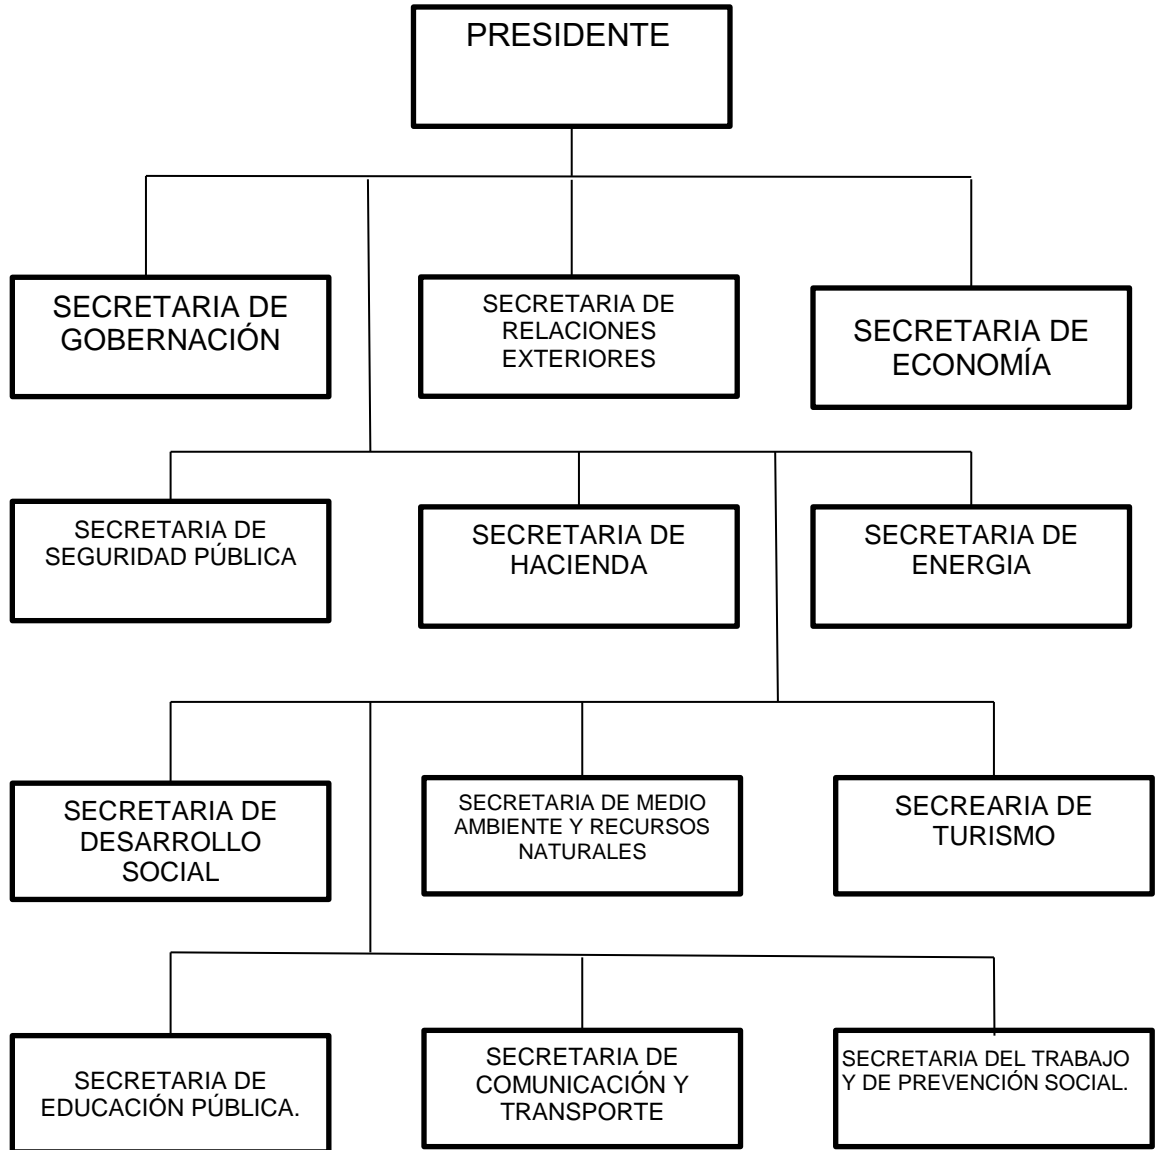 PRESIDENTE
SECRETARIA DE
GOBERNACIÓN
SECRETARIA DE
RELACIONES
EXTERIORES
SECRETARIA DE
ECONOMÍA
SECRETARIA DE
SEGURIDAD PÚBLICA
SECRETARIA DE
HACIENDA
SECRETARIA DE
ENERGIA
SECRETARIA DE
DESARROLLO
SOCIAL
SECRETARIA DE MEDIO
AMBIENTE Y RECURSOS
NATURALES
SECREARIA DE
TURISMO
SECRETARIA DE
EDUCACIÓN PÚBLICA.
SECRETARIA DE
COMUNICACIÓN Y
TRANSPORTE
SECRETARIA DEL TRABAJO
Y DE PREVENCIÓN SOCIAL.